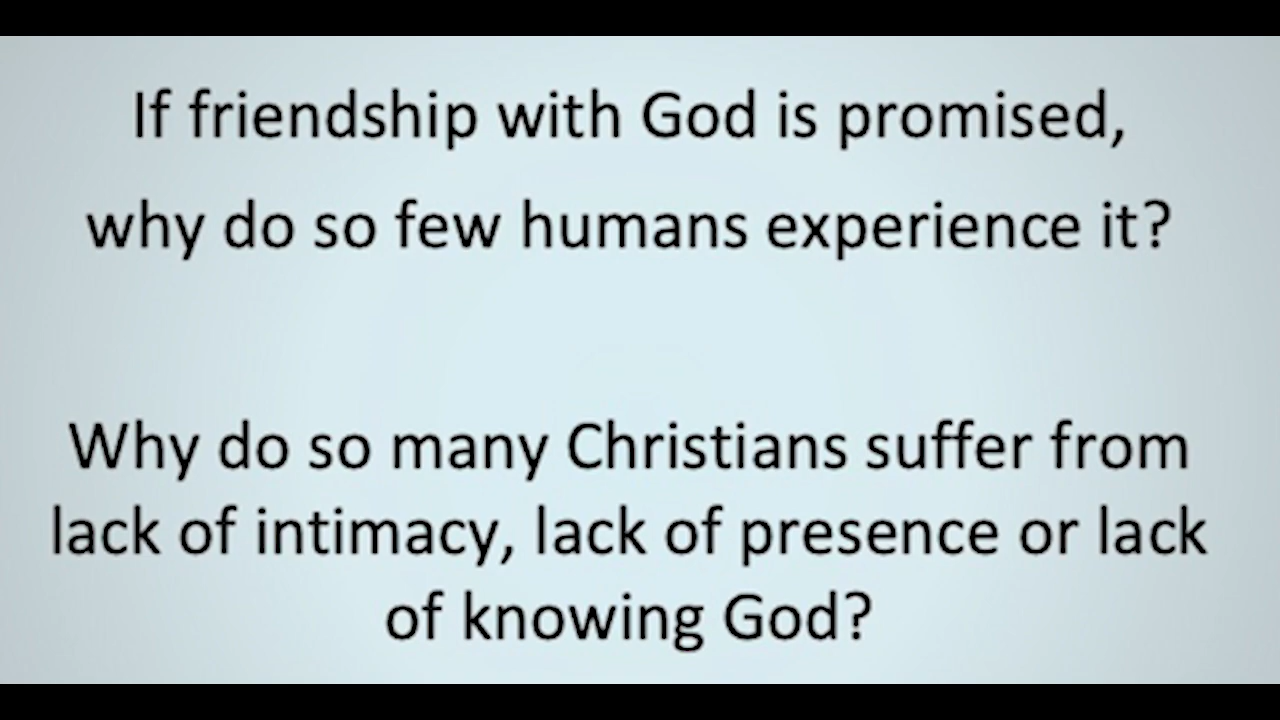 If friendship with God is promised,
why do so few humans experience it?
Why do so many Christians suffer from
lack of intimacy, lack of presence or lack
of knowing God?